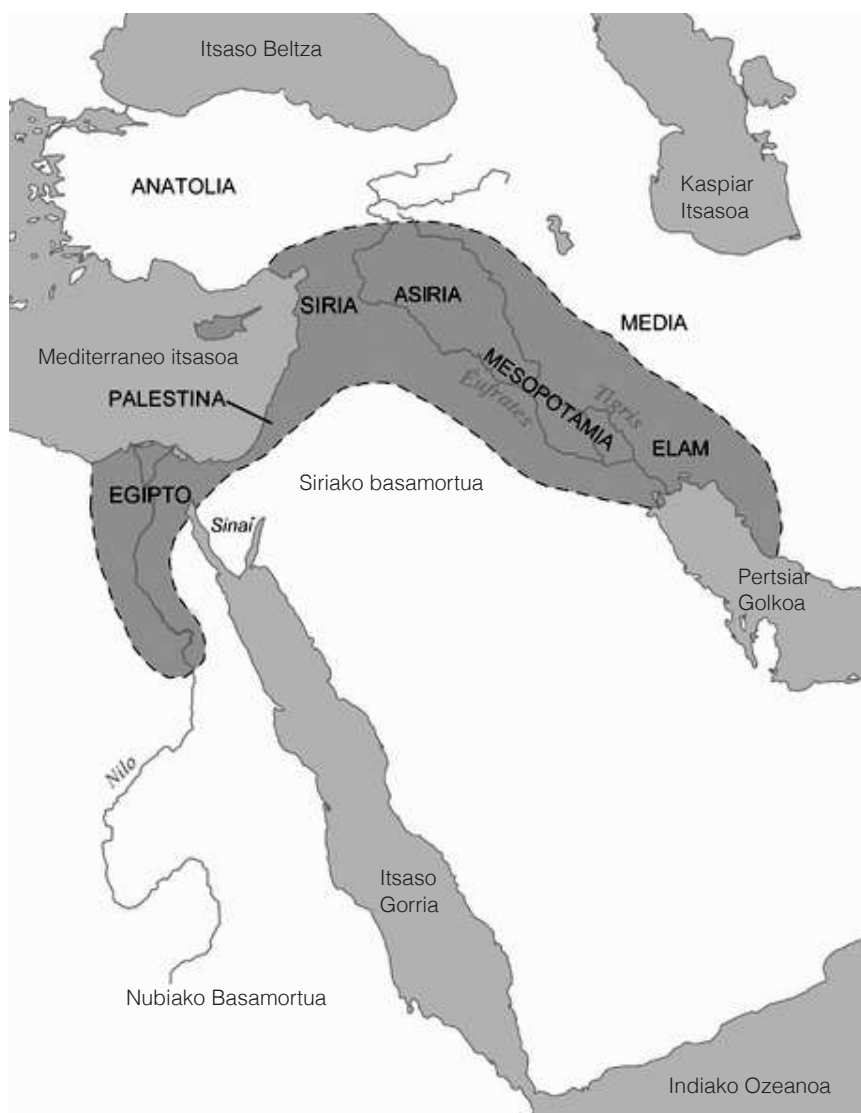 Itsaso Beltza
Kaspiar
Itsasoa
ANATOLIA
SIRIA
ASIRIA
MEDIA
Mediterraneo itsasoa
MESOPOTAMIA
Eufrates
Tigris
PALESTINA
ELAM
EGIPTO
Siriako basamortua
Sinai
Pertsiar
Golkoa
Nilo
Itsaso
Gorria
Nubiako Basamortua
Indiako Ozeanoa